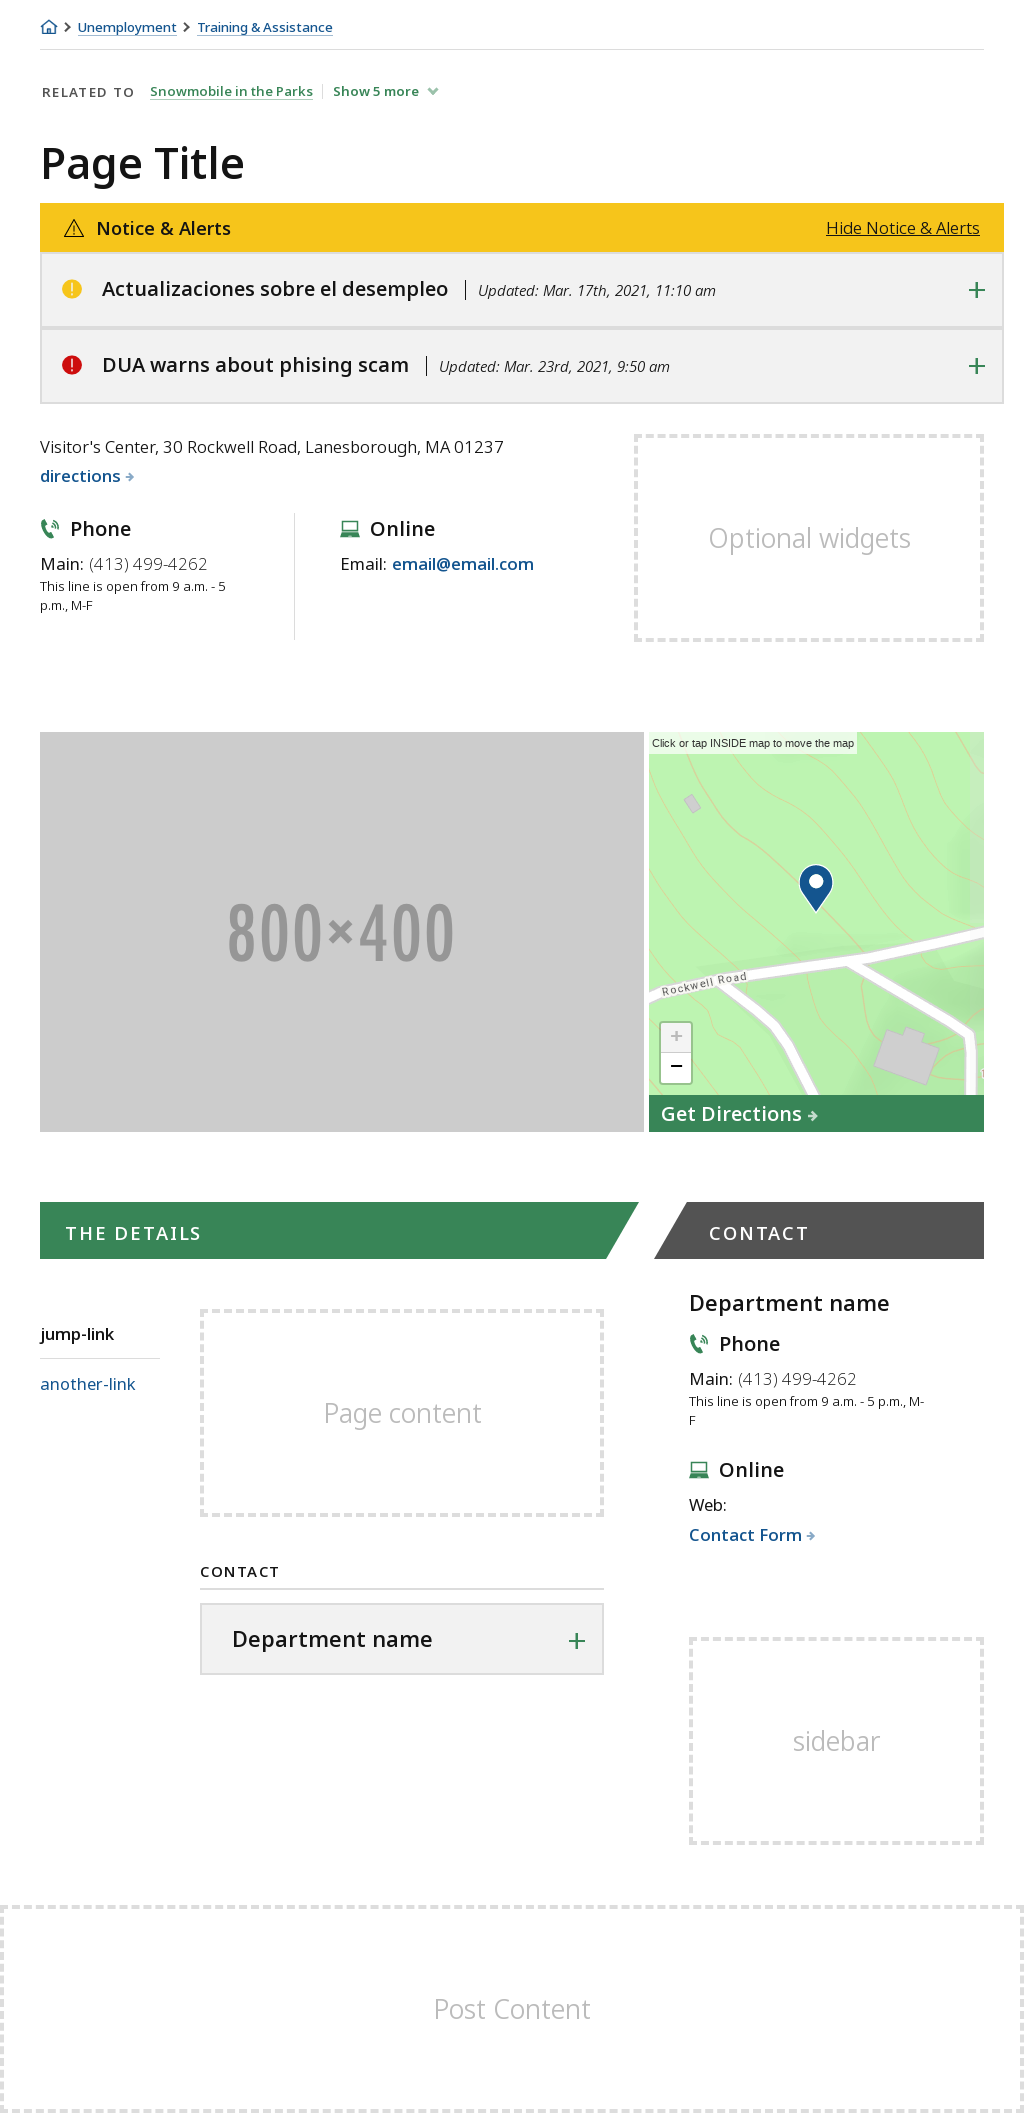 Unemployment
Training & Assistance
RELATED TO Snowmobile in the Parks Show 5 more
Page Title
Notice & Alerts Hide Notice & Alerts
Actualizaciones sobre el desempleo Updated: Mar. 17th, 2021, 11:10 am
DUA warns about phising scam Updated: Mar. 23rd, 2021, 9:50 am
Visitor's Center, 30 Rockwell Road, Lanesborough, MA 01237
directions
Phone
Main: (413) 499-4262
This line is open from 9 a.m. - 5
p.m., M-F
Online
Email: email@email.com
Optional widgets
800×400
Click or tap INSIDE map to move the map
Rockwell Road
+
−
Get Directions
THE DETAILS
jump-link
another-link
Page content
CONTACT
Department name
CONTACT
Department name
Phone
Main: (413) 499-4262
This line is open from 9 a.m. - 5 p.m., M-
F
Online
Web:
Contact Form
sidebar
Post Content